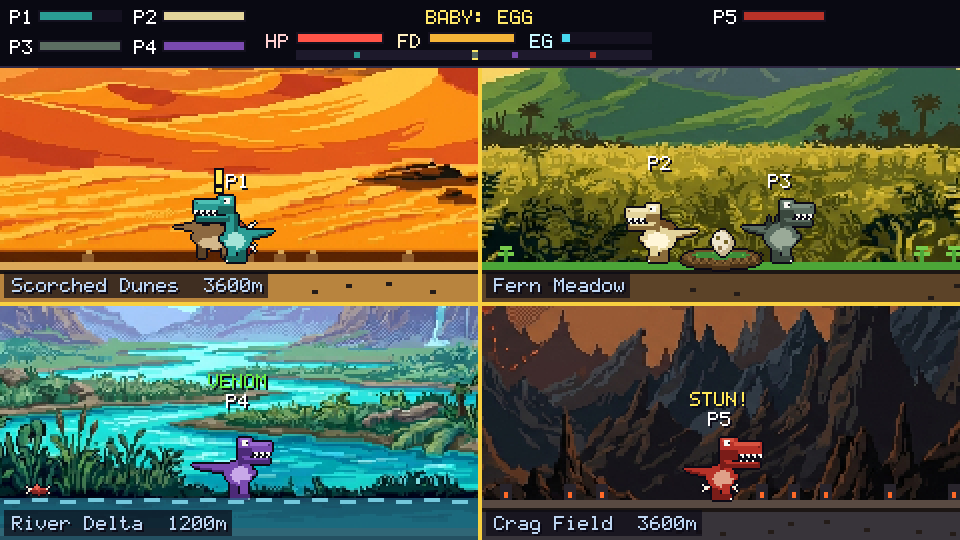 P1 P2 BABY: EGG P5
P3 P4 HP FD EG
P1
P2
P3
Scorched Dunes 3600m
Fern Meadow
VENOM
P4
STUN!
P5
River Delta 1200m
Crag Field 3600m